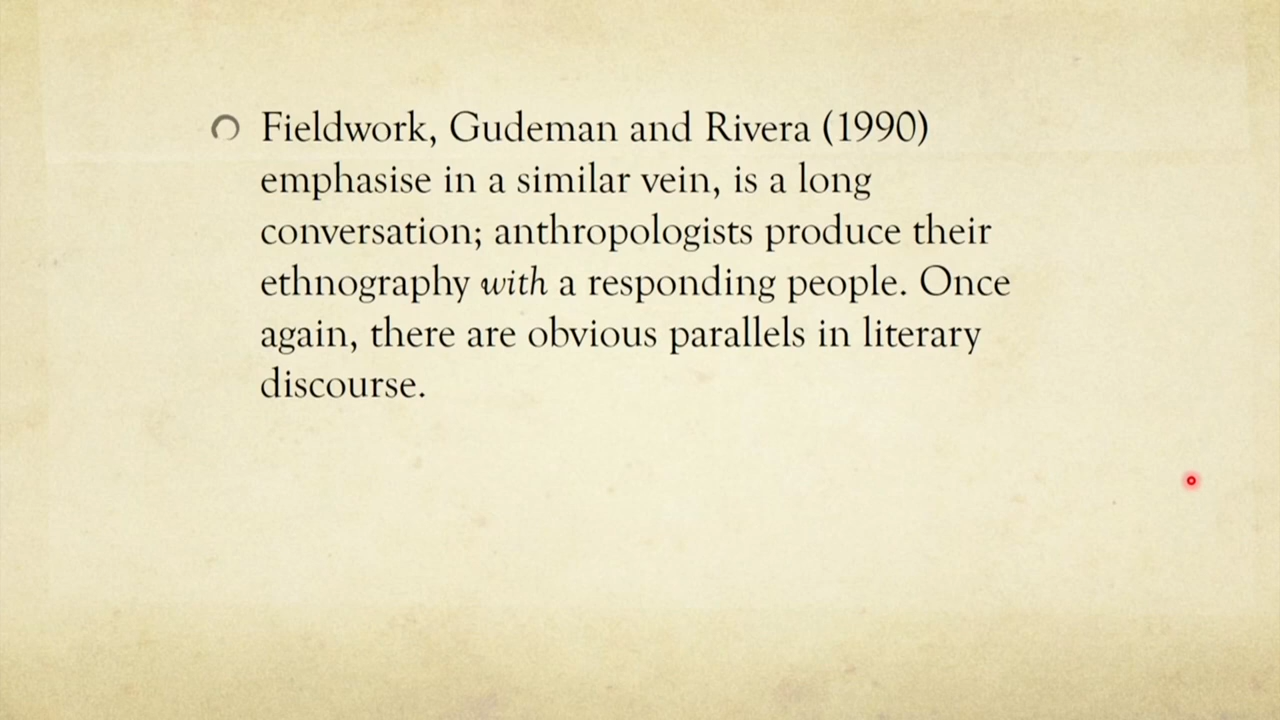 Fieldwork, Gudeman and Rivera (1990)
emphasise in a similar vein, is a long
conversation; anthropologists produce their
ethnography with a responding people. Once
again, there are obvious parallels in literary
discourse.